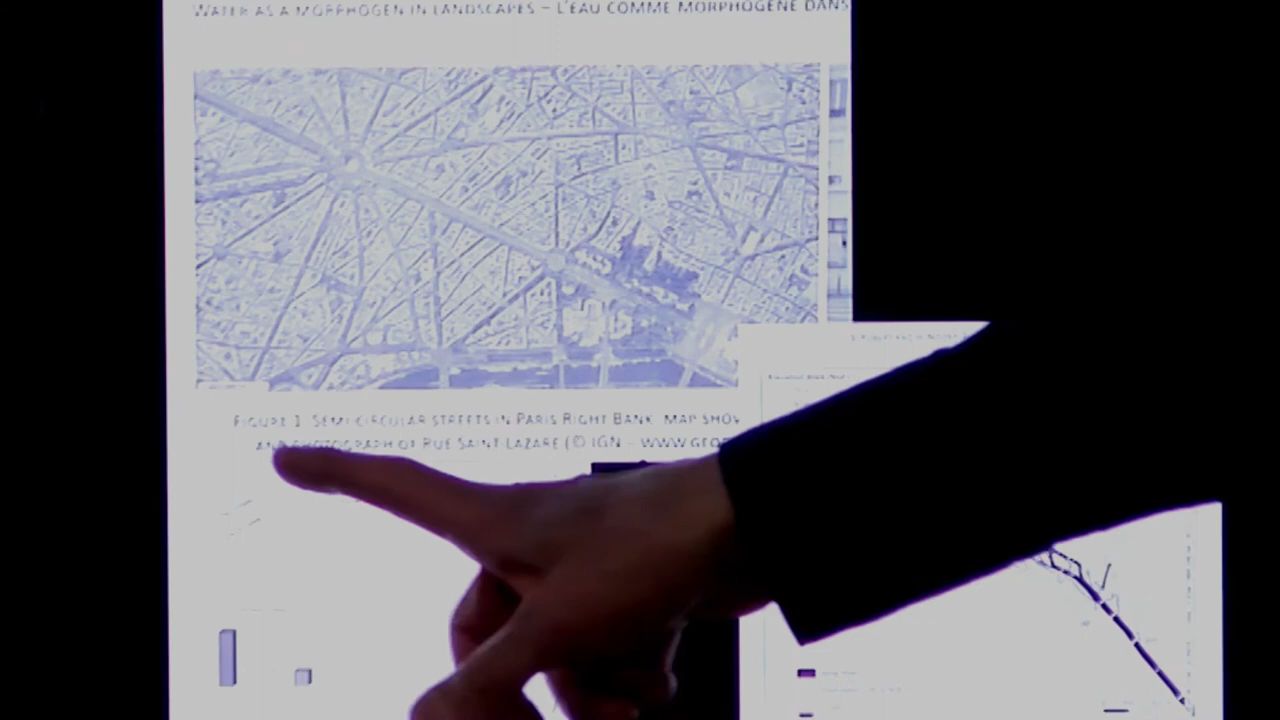 WATER AS A MORPHOGEN IN LANDSCAPES – L'EAU COMME MORPHOGÈNE DANS
FIGURE 1. SEMI-CIRCULAR STREETS IN PARIS RIGHT BANK. MAP SHOW
AND PHOTOGRAPH OF RUE SAINT-LAZARE (© IGN – WWW.GEO